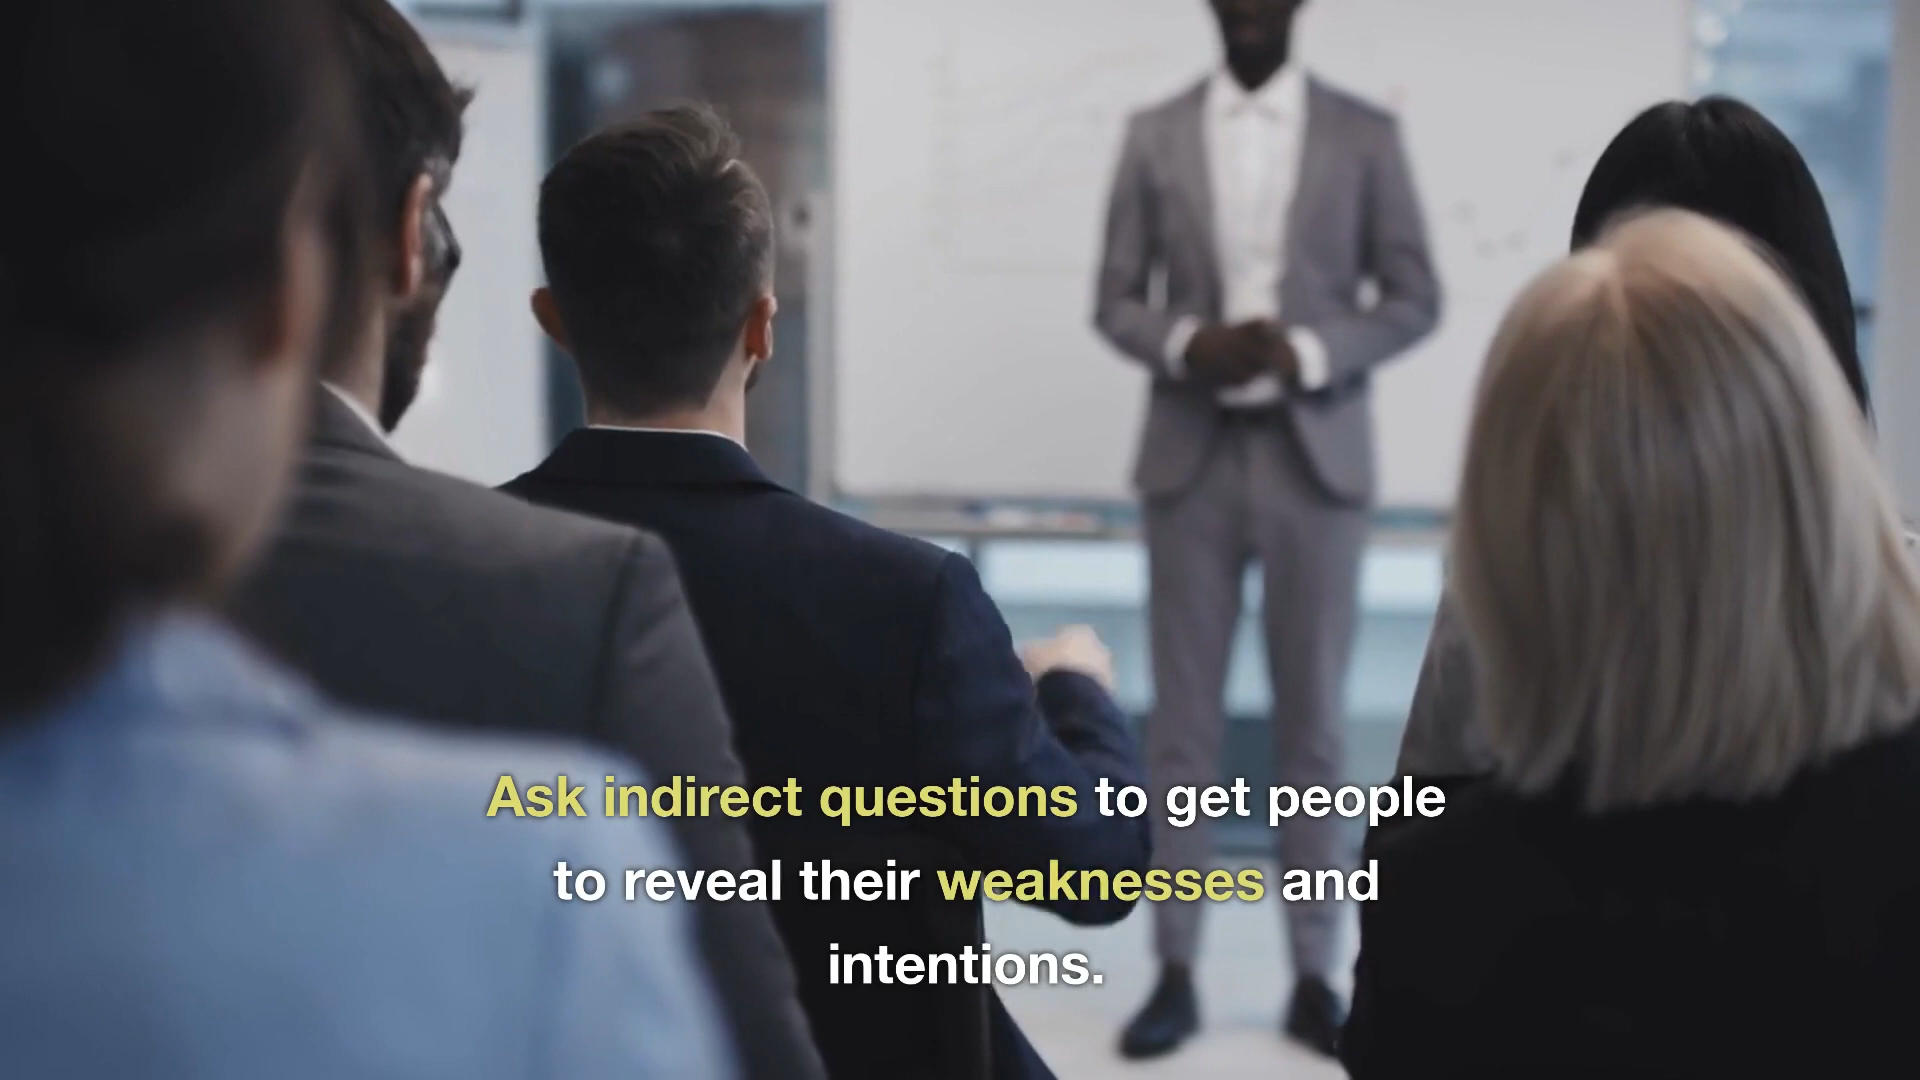 Ask indirect questions to get people
to reveal their weaknesses and
intentions.